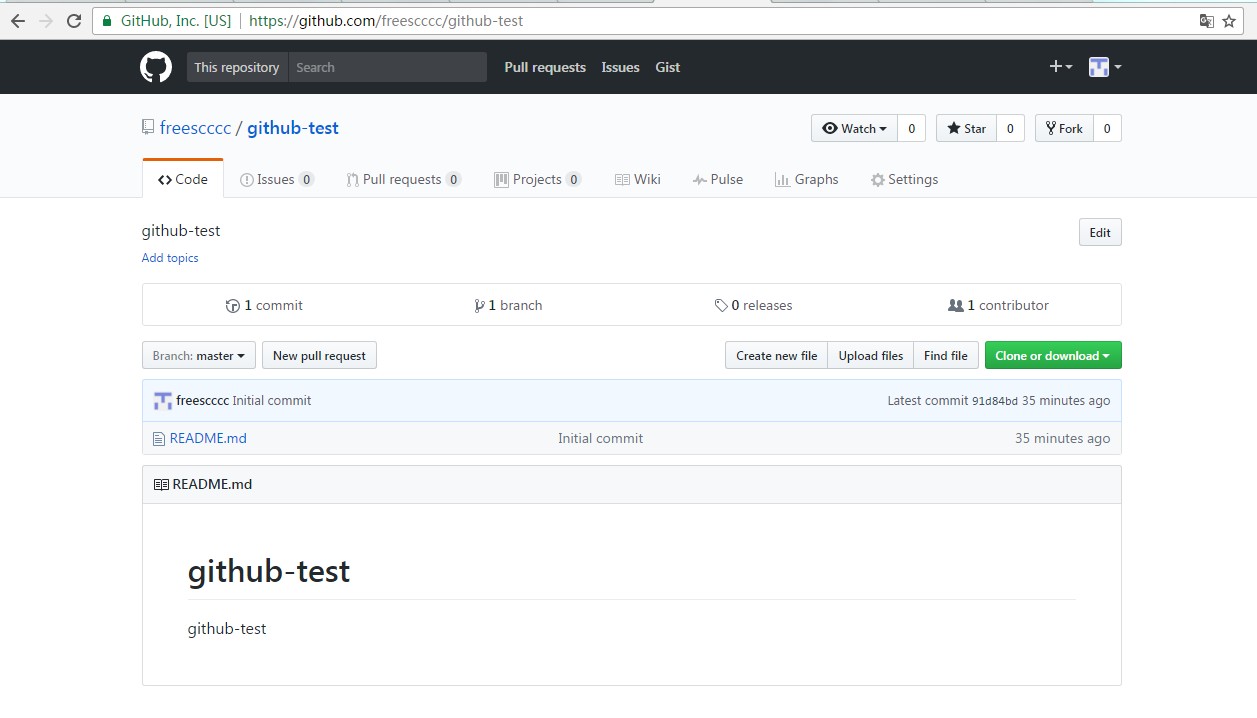 GitHub, Inc. [US] | https://github.com/freescccc/github-test
This repository Search Pull requests Issues Gist
freescccc / github-test Watch 0 Star 0 Fork 0
Code Issues 0 Pull requests 0 Projects 0 Wiki Pulse Graphs Settings
github-test Edit
Add topics
1 commit 1 branch 0 releases 1 contributor
Branch: master New pull request Create new file Upload files Find file Clone or download
freescccc Initial commit Latest commit 91d84bd 35 minutes ago
README.md Initial commit 35 minutes ago
README.md
github-test
github-test